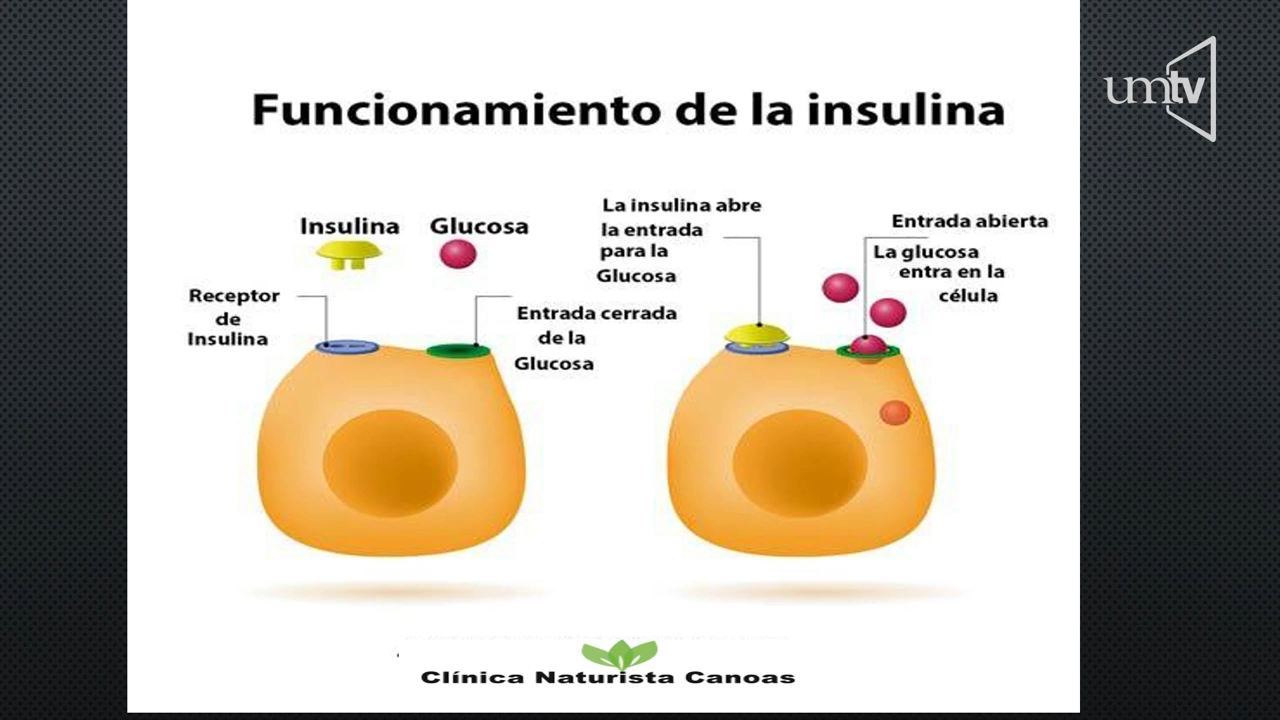 umtv
Funcionamiento de la insulina
Insulina
Glucosa
Receptor
de
Insulina
Entrada cerrada
de la
Glucosa
La insulina abre
la entrada
para la
Glucosa
Entrada abierta
La glucosa
entra en la
célula
Clínica Naturista Canoas